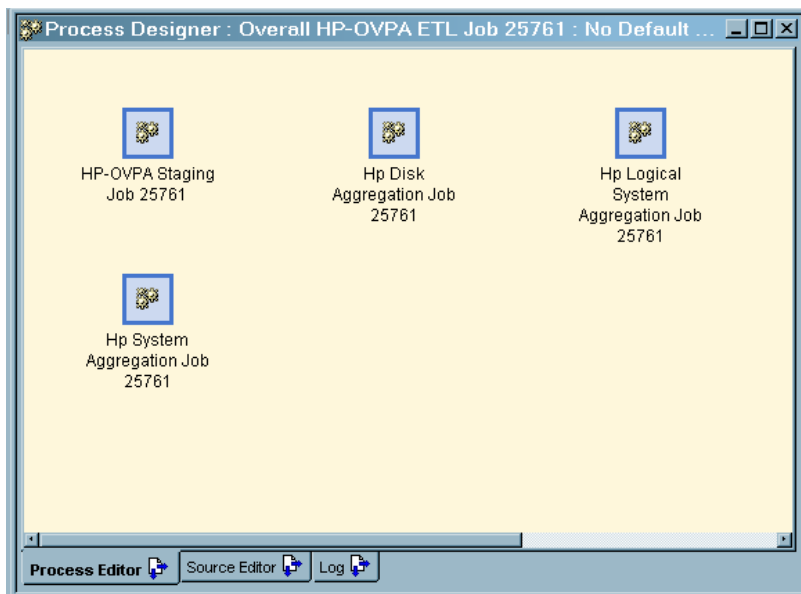 Process Designer : Overall HP-OVPA ETL Job 25761 : No Default ...
HP-OVPA Staging
Job 25761
Hp Disk
Aggregation Job
25761
Hp Logical
System
Aggregation Job
25761
Hp System
Aggregation Job
25761
Process Editor
Source Editor
Log